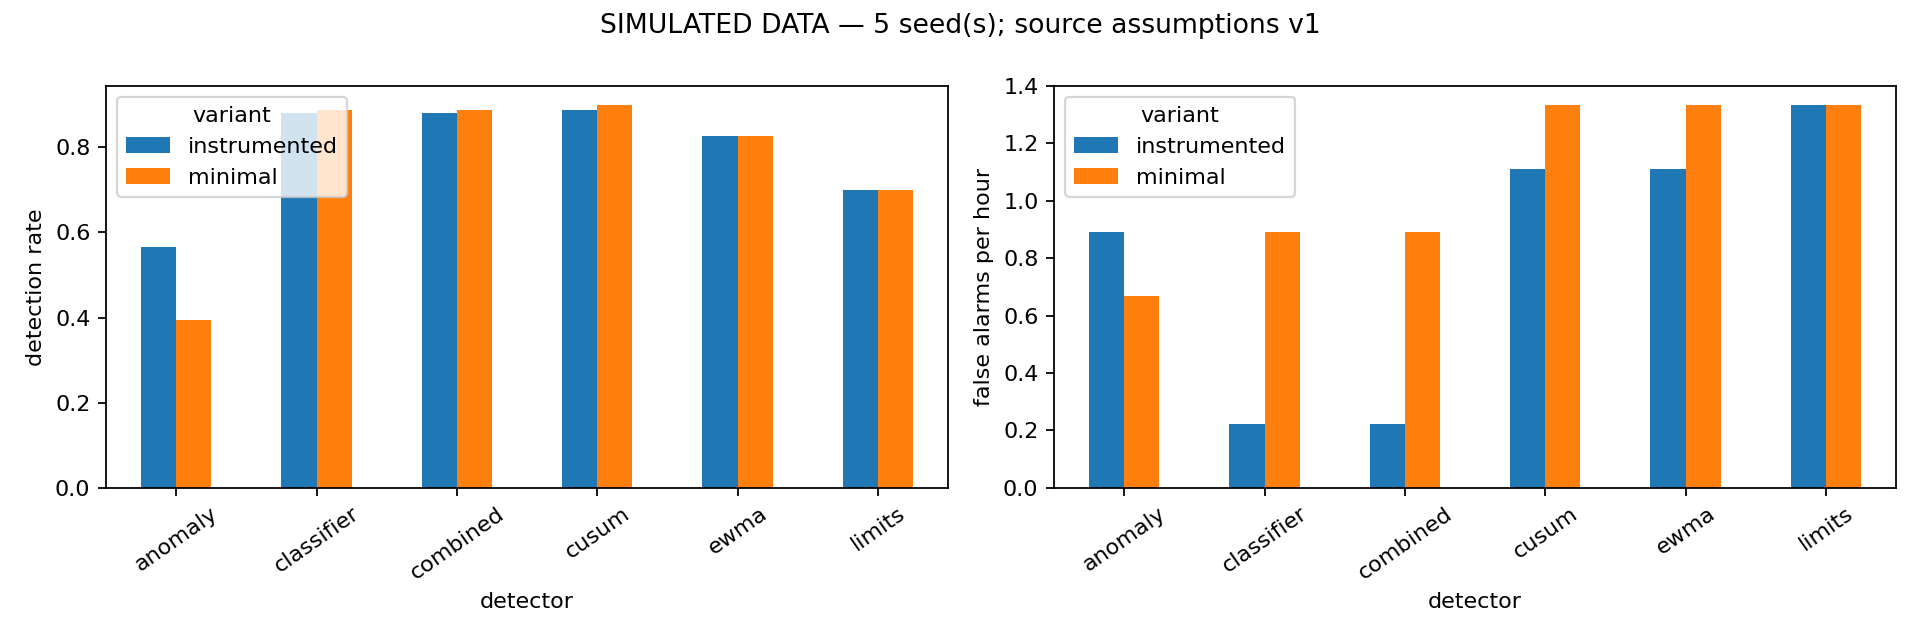 SIMULATED DATA — 5 seed(s); source assumptions v1
variant
instrumented
minimal
detection rate
0.8
0.6
0.4
0.2
0.0
anomaly
classifier
combined
cusum
ewma
limits
detector
variant
instrumented
minimal
false alarms per hour
1.4
1.2
1.0
0.8
0.6
0.4
0.2
0.0
anomaly
classifier
combined
cusum
ewma
limits
detector